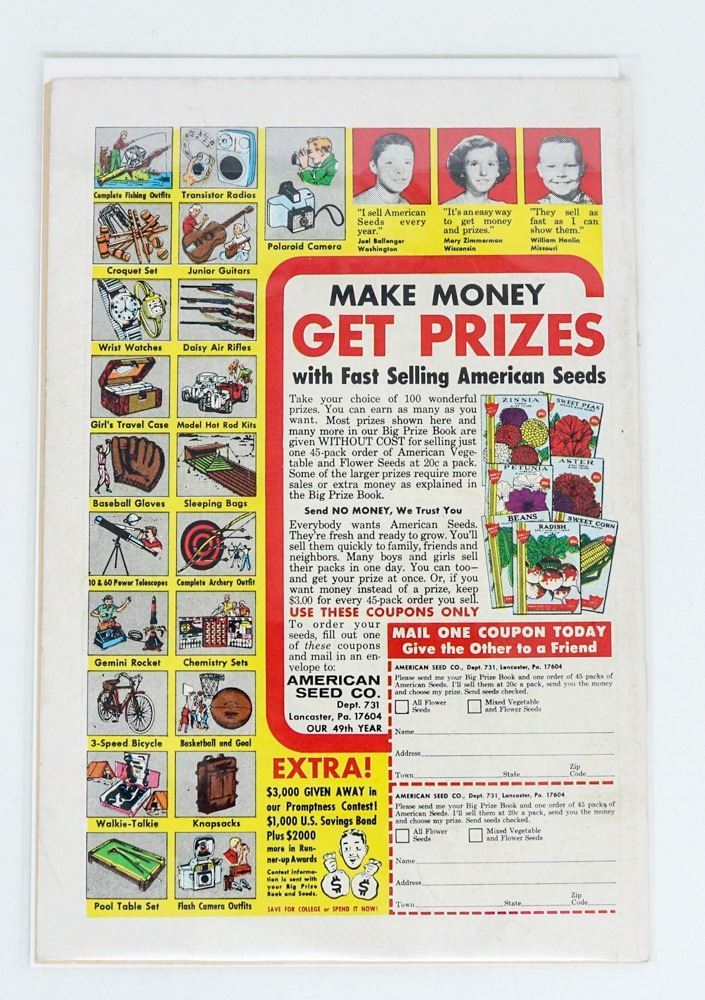 Complete Fishing Outfits
Transistor Radios
Polaroid Camera
Croquet Set
Junior Guitars
Wrist Watches
Daisy Air Rifles
Girl's Travel Case
Model Hot Rod Kits
Baseball Gloves
Sleeping Bags
10 & 60 Power Telescopes
Complete Archery Outfit
Gemini Rocket
Chemistry Sets
3-Speed Bicycle
Basketball and Goal
Walkie-Talkie
Knapsacks
Pool Table Set
Flash Camera Outfits
"I sell American
Seeds every
year."
Joel Ballenger
Washington
"It's an easy way
to get money
and prizes."
Mary Zimmerman
Wisconsin
"They sell as
fast as I can
show them."
William Hanlin
Missouri
MAKE MONEY
GET PRIZES
with Fast Selling American Seeds
Take your choice of 100 wonderful
prizes. You can earn as many as you
want. Most prizes shown here and
many more in our Big Prize Book are
given WITHOUT COST for selling just
one 45-pack order of American Vege-
table and Flower Seeds at 20c a pack.
Some of the larger prizes require more
sales or extra money as explained in
the Big Prize Book.
Send NO MONEY, We Trust You
Everybody wants American Seeds.
They're fresh and ready to grow. You'll
sell them quickly to family, friends and
neighbors. Many boys and girls sell
their packs in one day. You can too—
and get your prize at once. Or, if you
want money instead of a prize, keep
$3.00 for every 45-pack order you sell.
USE THESE COUPONS ONLY
To order your
seeds, fill out one
of these coupons
and mail in an en-
velope to:
AMERICAN
SEED CO.
Dept. 731
Lancaster, Pa. 17604
OUR 49th YEAR
ZINNIA
SWEET PEAS
PETUNIA
ASTER
BEANS
RADISH
SWEET CORN
MAIL ONE COUPON TODAY
Give the Other to a Friend
AMERICAN SEED CO., Dept. 731, Lancaster, Pa. 17604
Please send me your Big Prize Book and one order of 45 packs of
American Seeds. I'll sell them at 20c a pack, send you the money
and choose my prize. Send seeds checked.
All Flower
Seeds
Mixed Vegetable
and Flower Seeds
Name
Address
Town State Zip
Code
AMERICAN SEED CO., Dept. 731, Lancaster, Pa. 17604
Please send me your Big Prize Book and one order of 45 packs of
American Seeds. I'll sell them at 20c a pack, send you the money
and choose my prize. Send seeds checked.
All Flower
Seeds
Mixed Vegetable
and Flower Seeds
Name
Address
Town State Zip
Code
EXTRA!
$3,000 GIVEN AWAY in
our Promptness Contest!
$1,000 U.S. Savings Bond
Plus $2000
more in Run-
ner-up Awards
Contest informa-
tion is sent with
your Big Prize
Book and Seeds.
$ $
SAVE FOR COLLEGE or SPEND IT NOW!